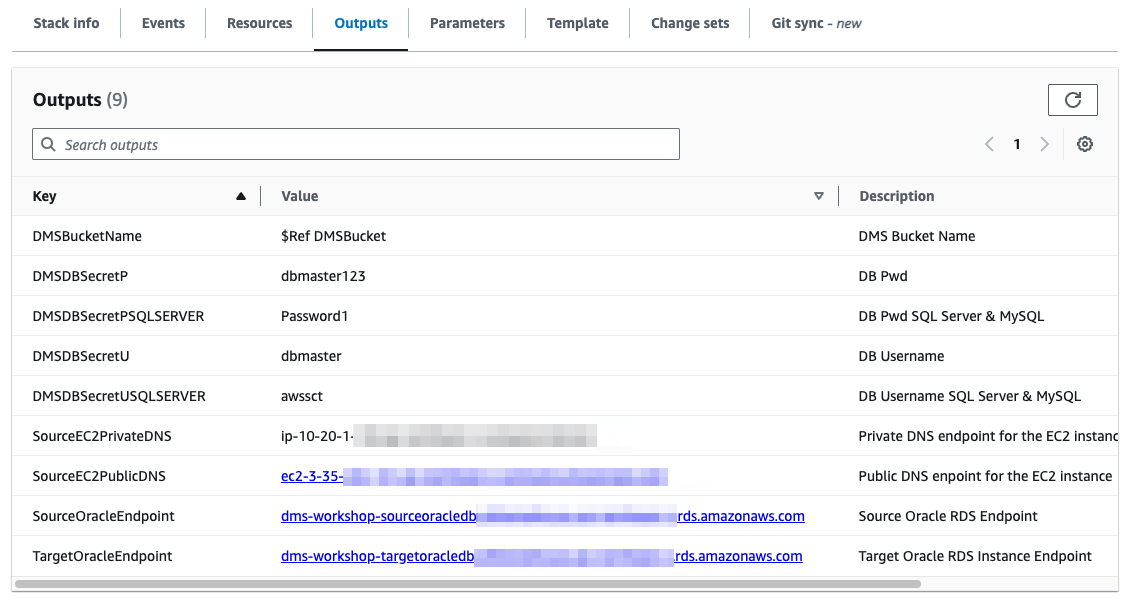 Stack info Events Resources Outputs Parameters Template Change sets Git sync - new
Outputs (9)
Search outputs
1
Key Value Description
DMSBucketName $Ref DMSBucket DMS Bucket Name
DMSDBSecretP dbmaster123 DB Pwd
DMSDBSecretPSQLSERVER Password1 DB Pwd SQL Server & MySQL
DMSDBSecretU dbmaster DB Username
DMSDBSecretUSQLSERVER awssct DB Username SQL Server & MySQL
SourceEC2PrivateDNS ip-10-20-1- Private DNS endpoint for the EC2 instanc
SourceEC2PublicDNS ec2-3-35- Public DNS enpoint for the EC2 instance
SourceOracleEndpoint dms-workshop-sourceoracledb rds.amazonaws.com Source Oracle RDS Endpoint
TargetOracleEndpoint dms-workshop-targetoracledb rds.amazonaws.com Target Oracle RDS Instance Endpoint